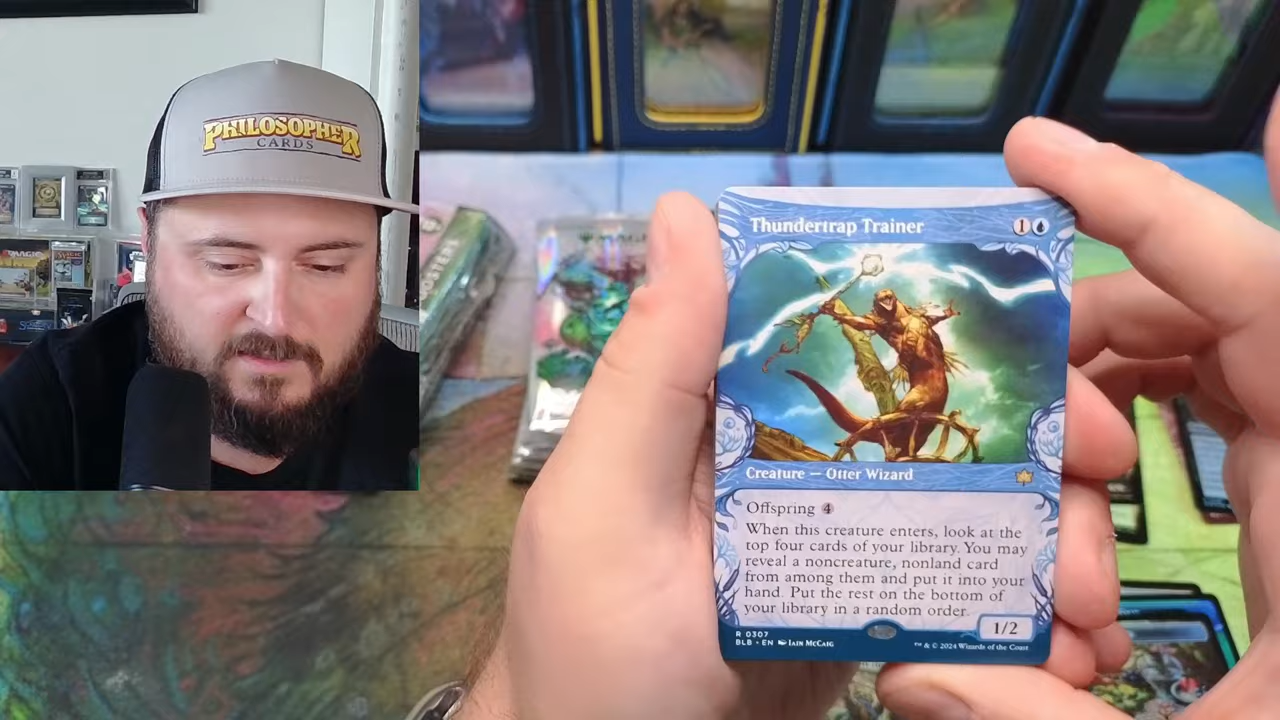 PHILOSOPHER
CARDS
MAGIC
BOOSTERS
Thundertrap Trainer
1
Creature — Otter Wizard
Offspring 4
When this creature enters, look at the
top four cards of your library. You may
reveal a noncreature, nonland card
from among them and put it into your
hand. Put the rest on the bottom of
your library in a random order.
1/2
R 0307
BLB • EN Iain McCaig
™ & © 2024 Wizards of the Coast